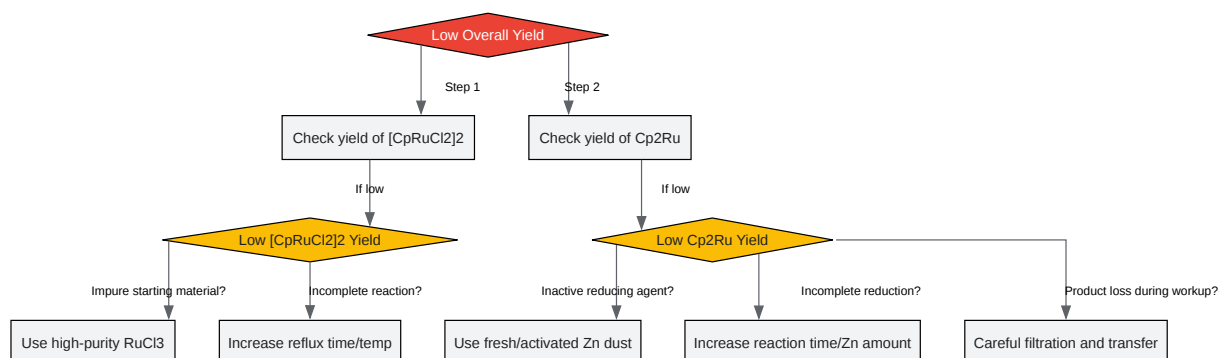 Low Overall Yield
Step 1
Step 2
Check yield of [CpRuCl2]2
Check yield of Cp2Ru
If low
If low
Low [CpRuCl2]2 Yield
Low Cp2Ru Yield
Impure starting material?
Incomplete reaction?
Inactive reducing agent?
Incomplete reduction?
Product loss during workup?
Use high-purity RuCl3
Increase reflux time/temp
Use fresh/activated Zn dust
Increase reaction time/Zn amount
Careful filtration and transfer